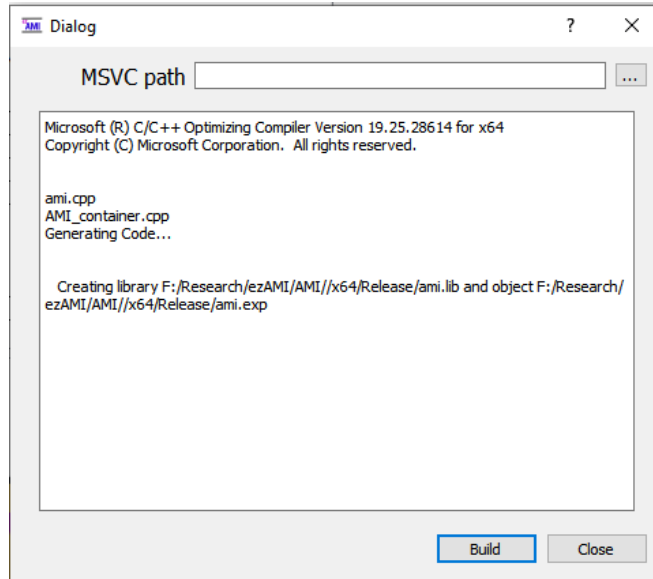 AMI Dialog ? ×
MSVC path ...
Microsoft (R) C/C++ Optimizing Compiler Version 19.25.28614 for x64
Copyright (C) Microsoft Corporation.  All rights reserved.
ami.cpp
AMI_container.cpp
Generating Code...
Creating library F:/Research/ezAMI/AMI//x64/Release/ami.lib and object F:/Research/
ezAMI/AMI//x64/Release/ami.exp
Build Close